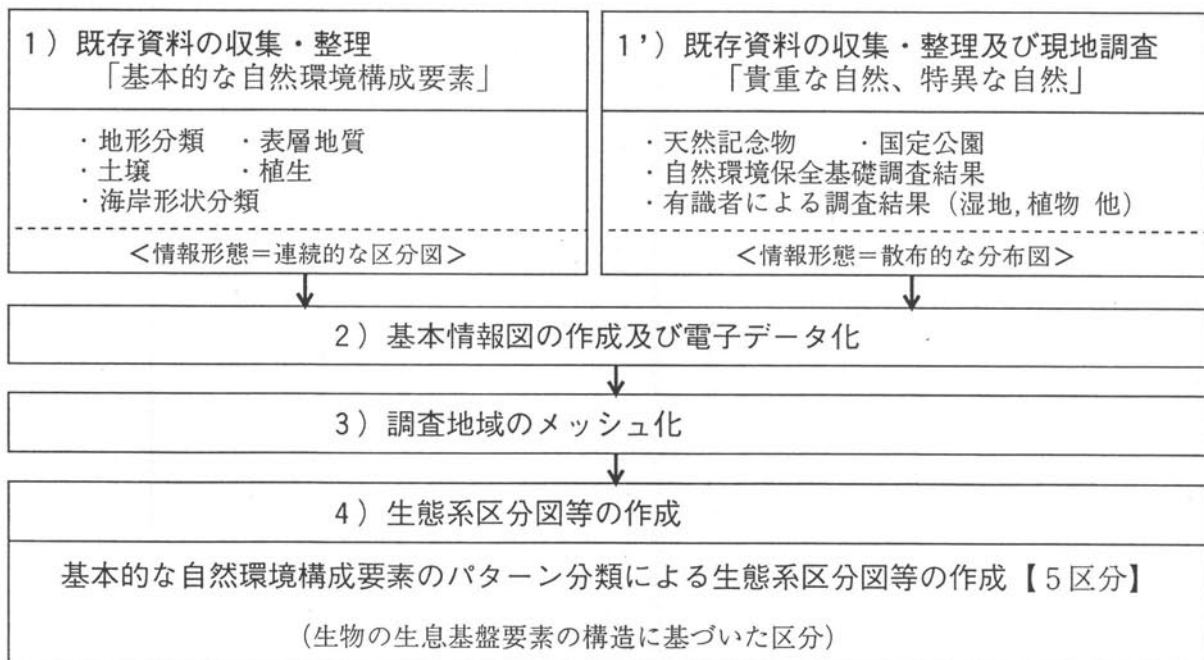 1）既存資料の収集・整理
「基本的な自然環境構成要素」
・地形分類　・表層地質
・土壌　・植生
・海岸形状分類
＜情報形態＝連続的な区分図＞
1'）既存資料の収集・整理及び現地調査
「貴重な自然、特異な自然」
・天然記念物　・国定公園
・自然環境保全基礎調査結果
・有識者による調査結果（湿地,植物 他）
＜情報形態＝散布的な分布図＞
2）基本情報図の作成及び電子データ化
3）調査地域のメッシュ化
4）生態系区分図等の作成
基本的な自然環境構成要素のパターン分類による生態系区分図等の作成【5区分】
（生物の生息基盤要素の構造に基づいた区分）